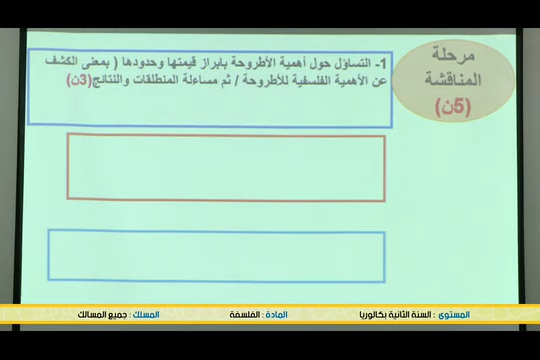 مرحلة
المناقشة
(5ن)
1- التساؤل حول أهمية الأطروحة بابراز قيمتها وحدودها ( بمعنى الكشف
عن الأهمية الفلسفية للأطروحة / ثم مساءلة المنطلقات والنتائج(3ن)
المستوى : السنة الثانية بكالوريا
المادة : الفلسفة
المسلك : جميع المسالك